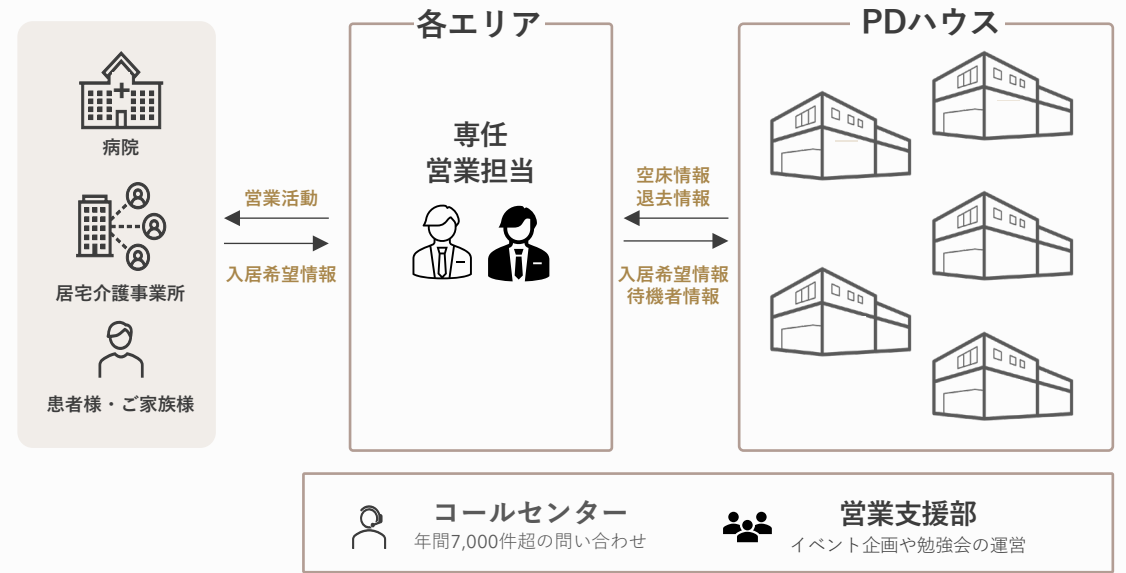 各エリア
PDハウス
病院
居宅介護事業所
患者様・ご家族様
営業活動
入居希望情報
専任
営業担当
空床情報
退去情報
入居希望情報
待機者情報
コールセンター
年間7,000件超の問い合わせ
営業支援部
イベント企画や勉強会の運営